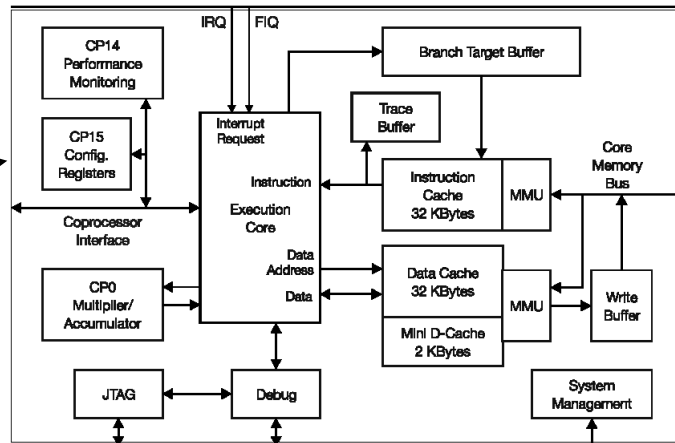 IRQ
FIQ
CP14
Performance
Monitoring
Branch Target Buffer
Trace
Buffer
Interrupt
Request
CP15
Config.
Registers
Instruction
Execution
Core
Instruction
Cache
32 KBytes
MMU
Core
Memory
Bus
Coprocessor
Interface
Data
Address
Data
Data Cache
32 KBytes
Mini D-Cache
2 KBytes
MMU
Write
Buffer
CP0
Multiplier/
Accumulator
JTAG
Debug
System
Management